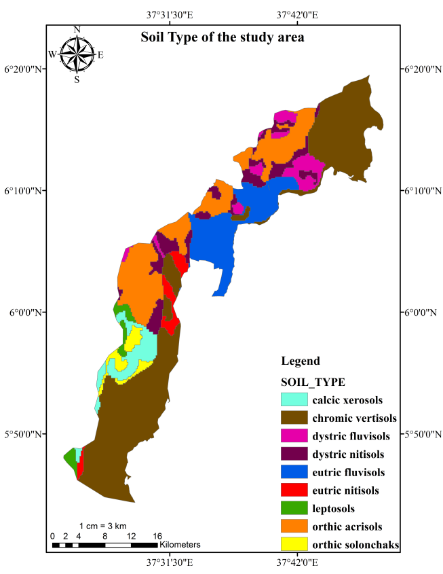 37°31'30"E 37°42'0"E
Soil Type of the study area
N
W E
S
6°20'0"N 6°20'0"N
6°10'0"N 6°10'0"N
6°0'0"N 6°0'0"N
Legend
SOIL_TYPE
calcic xerosols
chromic vertisols
dystric fluvisols
5°50'0"N 5°50'0"N
dystric nitisols
eutric fluvisols
eutric nitisols
leptosols
orthic acrisols
orthic solonchaks
1 cm = 3 km
0 2 4 8 12 16
Kilometers
37°31'30"E 37°42'0"E